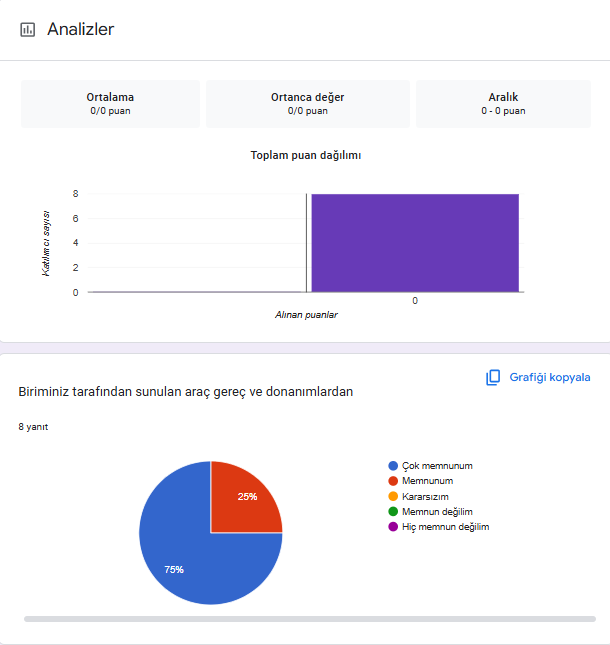 Analizler
Ortalama
0/0 puan
Ortanca değer
0/0 puan
Aralık
0 - 0 puan
Toplam puan dağılımı
Katılımcı sayısı
8
6
4
2
0
0
Alınan puanlar
Grafiği kopyala
Biriminiz tarafından sunulan araç gereç ve donanımlardan
8 yanıt
25%
75%
Çok memnunum
Memnunum
Kararsızım
Memnun değilim
Hiç memnun değilim